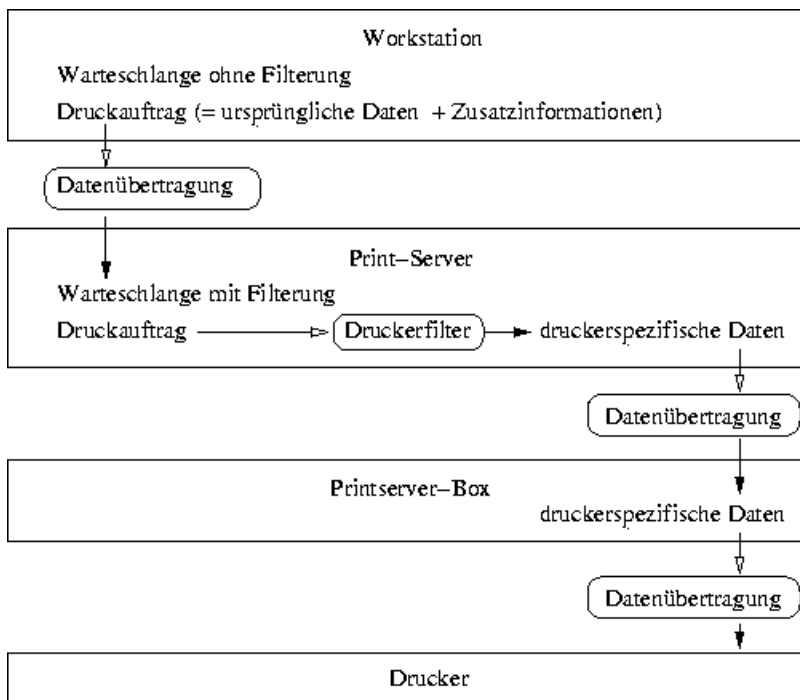 Workstation
Warteschlange ohne Filterung
Druckauftrag (= ursprüngliche Daten + Zusatzinformationen)
Datenübertragung
Print–Server
Warteschlange mit Filterung
Druckauftrag Druckerfilter druckerspezifische Daten
Datenübertragung
Printserver–Box
druckerspezifische Daten
Datenübertragung
Drucker